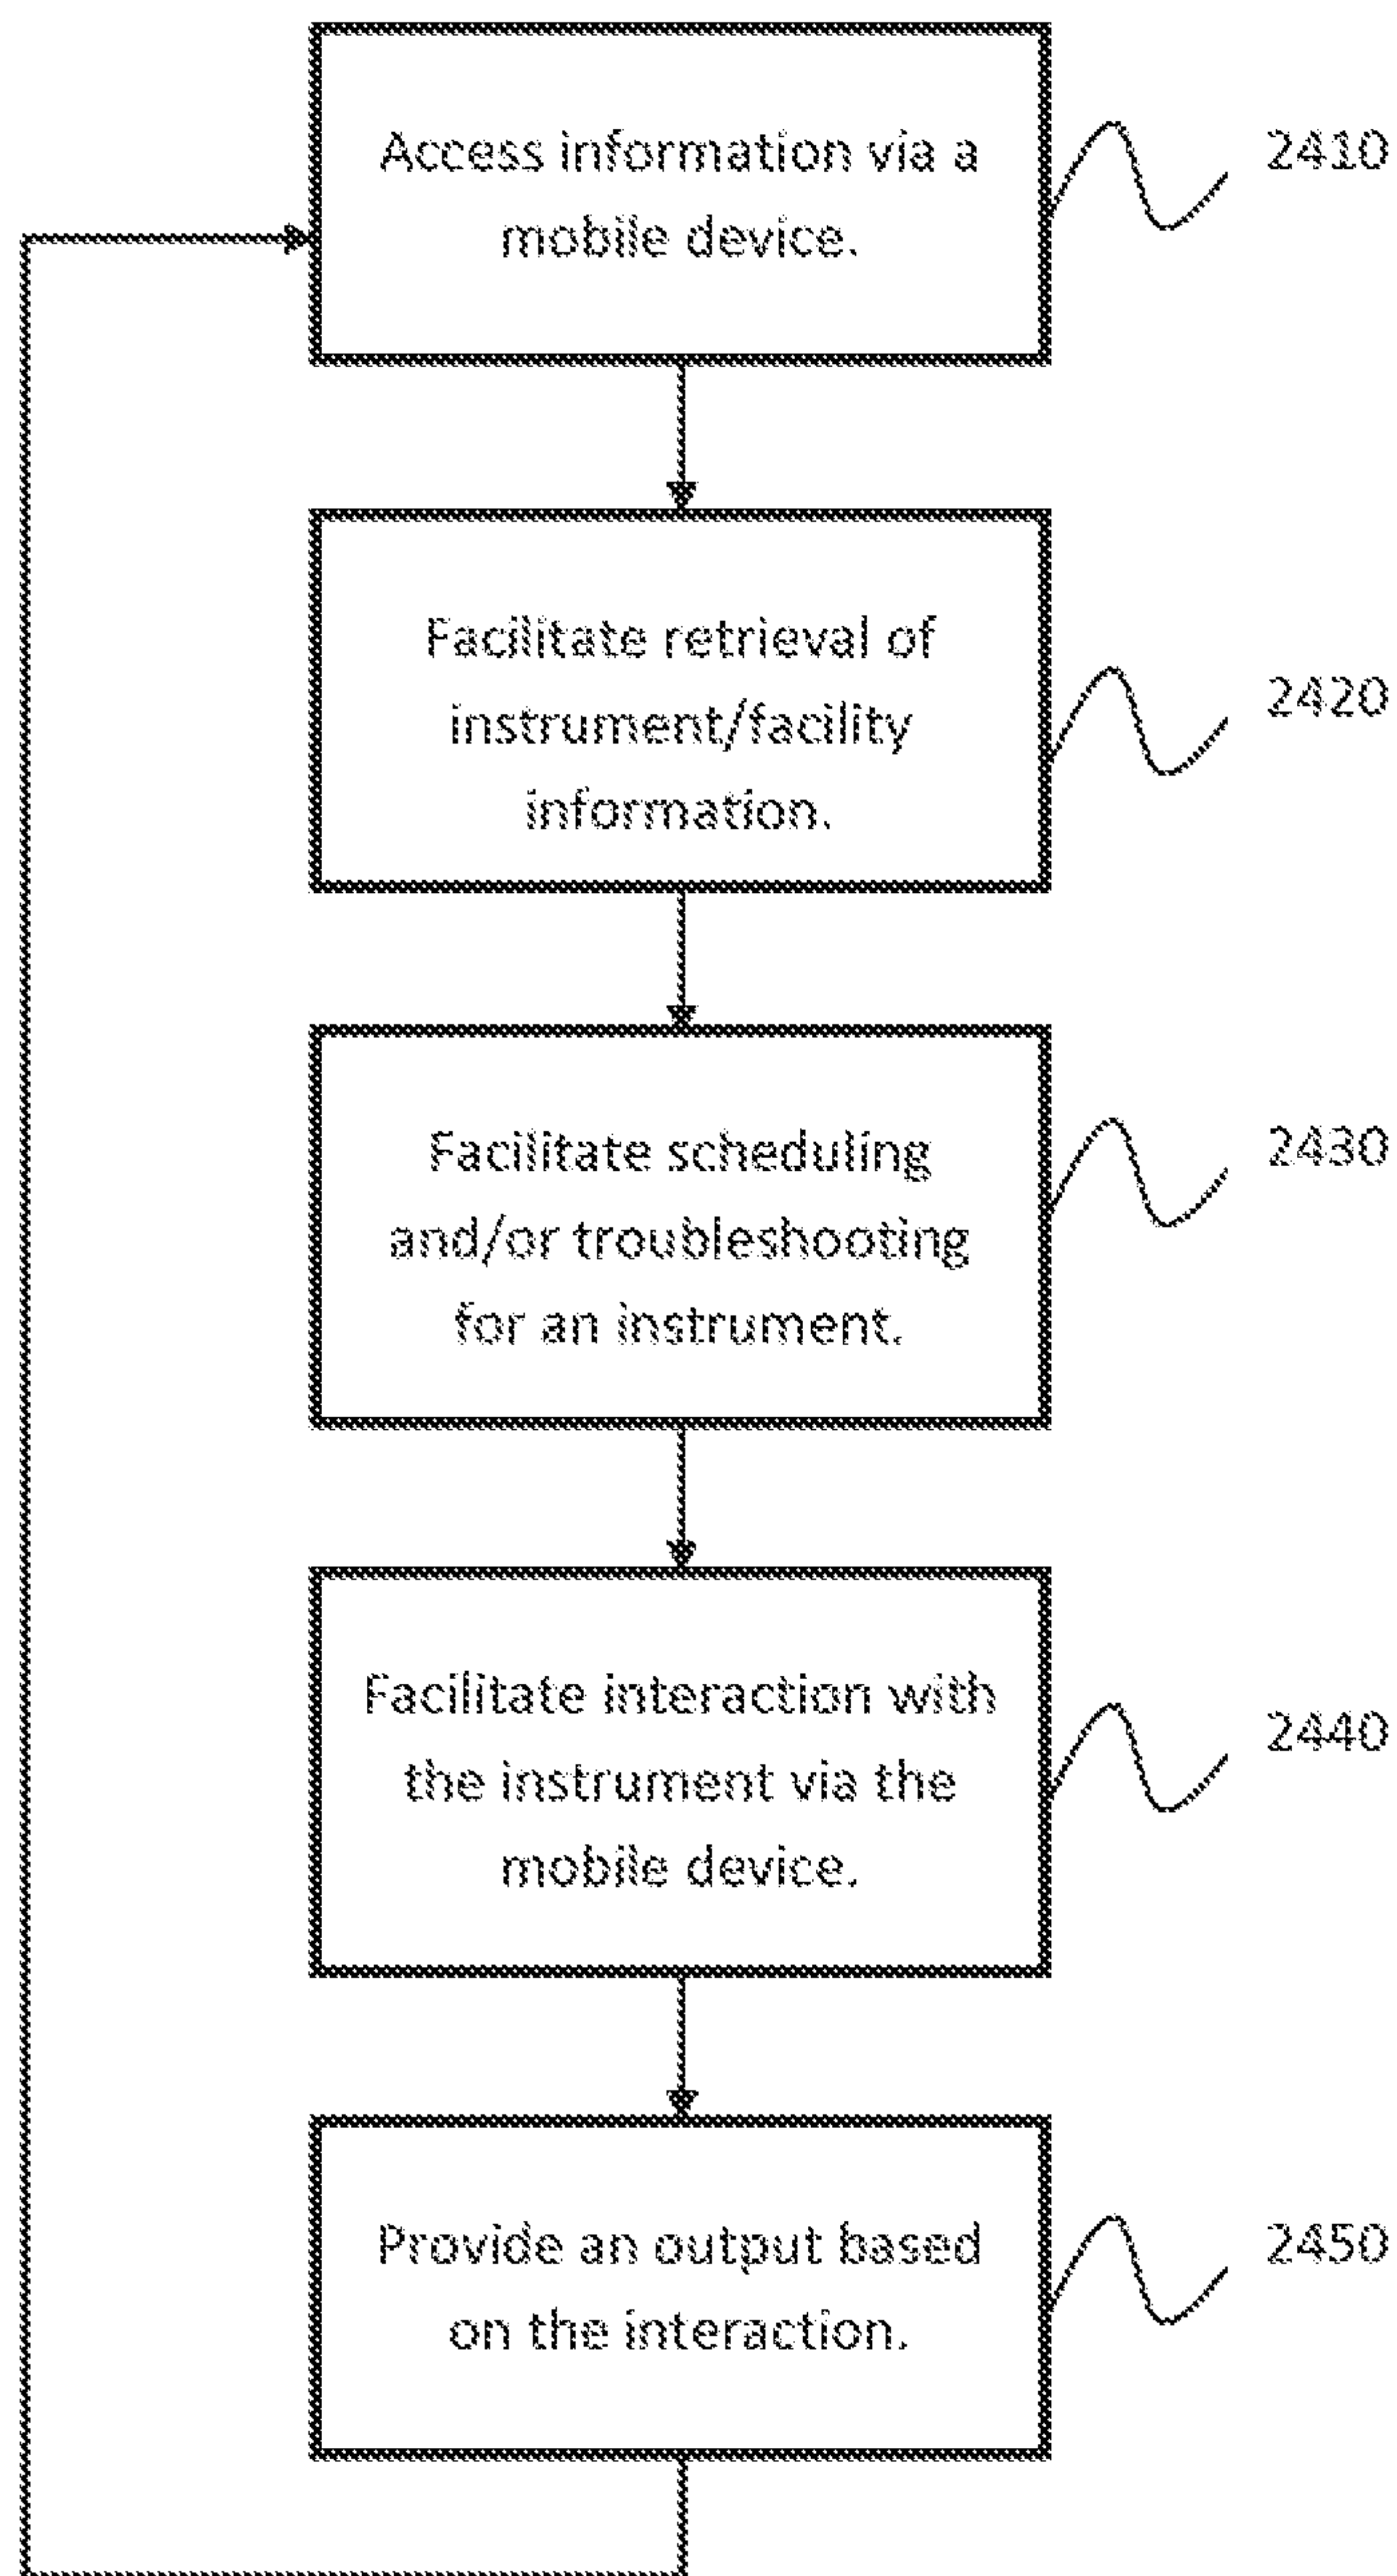 Access information via a
mobile device.
2410
Facilitate retrieval of
instrument/facility
information.
2420
Facilitate scheduling
and/or troubleshooting
for an instrument.
2430
Facilitate interaction with
the instrument via the
mobile device.
2440
Provide an output based
on the interaction.
2450